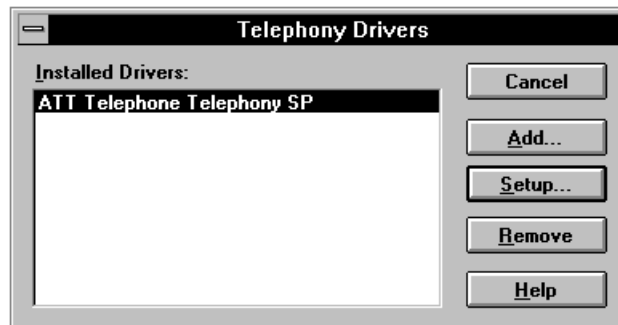 Telephony Drivers
Installed Drivers:
ATT Telephone Telephony SP
Cancel
Add...
Setup...
Remove
Help